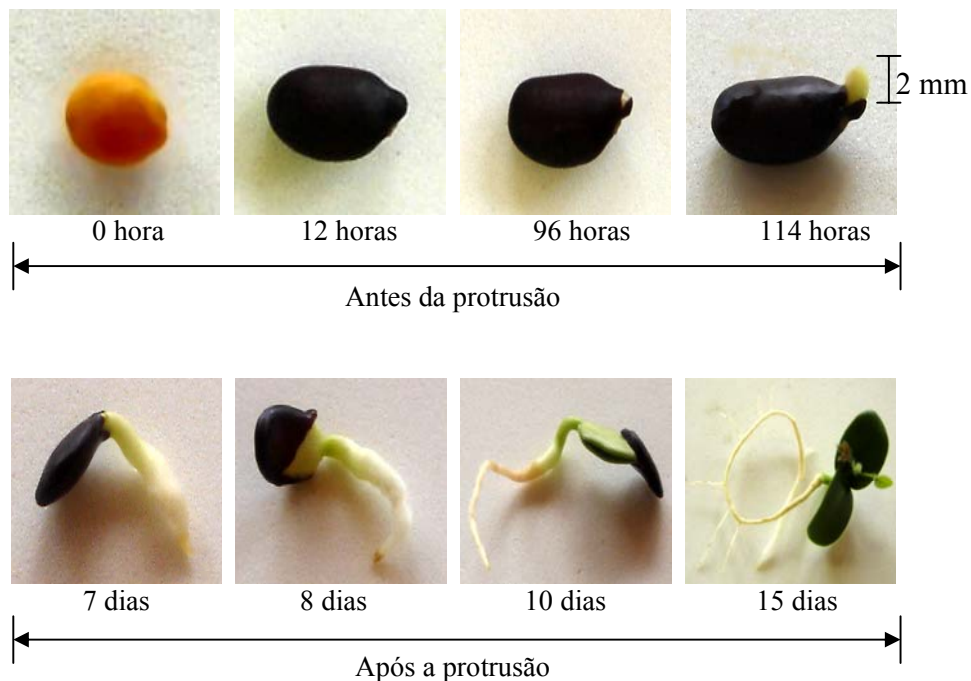 2 mm
0 hora 12 horas 96 horas 114 horas
Antes da protrusão
7 dias 8 dias 10 dias 15 dias
Após a protrusão